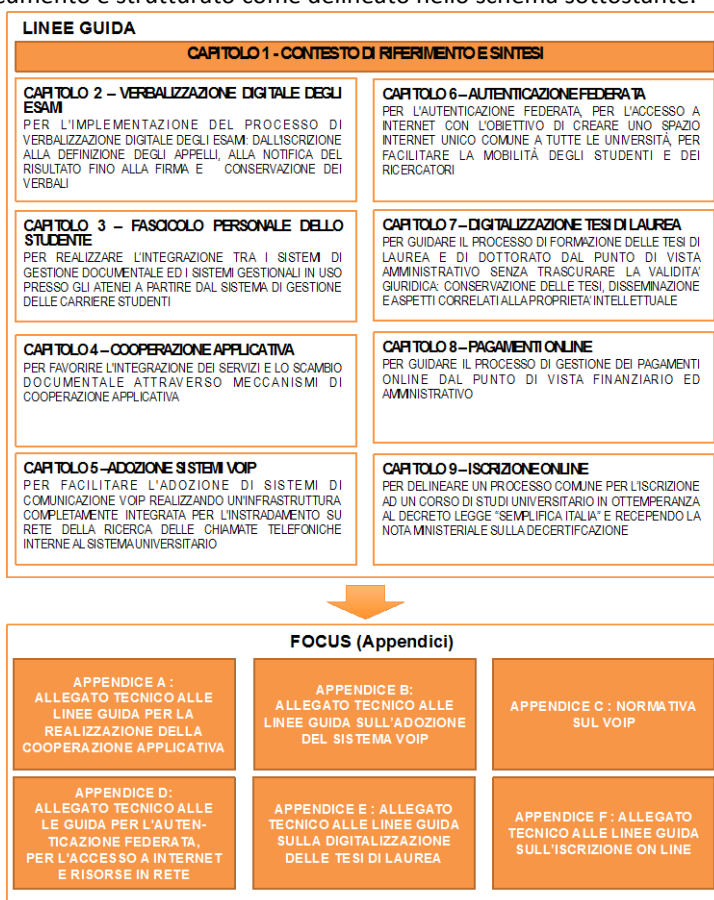 cumento è strutturato come delineato nello schema sottostante.
LINEE GUIDA
CAPITOLO 1 - CONTESTO DI RIFERIMENTO E SINTESI
CAPITOLO 2 – VERBALIZZAZIONE DIGITALE DEGLI
ESAMI
PER L'IMPLEMENTAZIONE DEL PROCESSO DI
VERBALIZZAZIONE DIGITALE DEGLI ESAMI: DALL'ISCRIZIONE
ALLA DEFINIZIONE DEGLI APPELLI, ALLA NOTIFICA DEL
RISULTATO FINO ALLA FIRMA E CONSERVAZIONE DEI
VERBALI
CAPITOLO 3 – FASCICOLO PERSONALE DELLO
STUDENTE
PER REALIZZARE L'INTEGRAZIONE TRA I SISTEMI DI
GESTIONE DOCUMENTALE ED I SISTEMI GESTIONALI IN USO
PRESSO GLI ATENEI A PARTIRE DAL SISTEMA DI GESTIONE
DELLE CARRIERE STUDENTI
CAPITOLO 4 – COOPERAZIONE APPLICATIVA
PER FAVORIRE L'INTEGRAZIONE DEI SERVIZI E LO SCAMBIO
DOCUMENTALE ATTRAVERSO MECCANISMI DI
COOPERAZIONE APPLICATIVA
CAPITOLO 5 –ADOZIONE SISTEMI VOIP
PER FACILITARE L'ADOZIONE DI SISTEMI DI
COMUNICAZIONE VOIP REALIZZANDO UN'INFRASTRUTTURA
COMPLETAMENTE INTEGRATA PER L'INSTRADAMENTO SU
RETE DELLA RICERCA DELLE CHIAMATE TELEFONICHE
INTERNE AL SISTEMA UNIVERSITARIO
CAPITOLO 6 – AUTENTICAZIONE FEDERATA
PER L'AUTENTICAZIONE FEDERATA, PER L'ACCESSO A
INTERNET CON L'OBIETTIVO DI CREARE UNO SPAZIO
INTERNET UNICO COMUNE A TUTTE LE UNIVERSITÀ, PER
FACILITARE LA MOBILITÀ DEGLI STUDENTI E DEI
RICERCATORI
CAPITOLO 7 – DIGITALIZZAZIONE TESI DI LAUREA
PER GUIDARE IL PROCESSO DI FORMAZIONE DELLE TESI DI
LAUREA E DI DOTTORATO DAL PUNTO DI VISTA
AMMINISTRATIVO SENZA TRASCURARE LA VALIDITA'
GIURIDICA: CONSERVAZIONE DELLE TESI, DISSEMINAZIONE
E ASPETTI CORRELATI ALLA PROPRIETA' INTELLETTUALE
CAPITOLO 8 – PAGAMENTI ONLINE
PER GUIDARE IL PROCESSO DI GESTIONE DEI PAGAMENTI
ONLINE DAL PUNTO DI VISTA FINANZIARIO ED
AMMINISTRATIVO
CAPITOLO 9 – ISCRIZIONE ONLINE
PER DELINEARE UN PROCESSO COMUNE PER L'ISCRIZIONE
AD UN CORSO DI STUDI UNIVERSITARIO IN OTTEMPERANZA
AL DECRETO LEGGE "SEMPLIFICA ITALIA" E RECEPENDO LA
NOTA MINISTERIALE SULLA DECERTIFCAZIONE
FOCUS (Appendici)
APPENDICE A :
ALLEGATO TECNICO ALLE
LINEE GUIDA PER LA
REALIZZAZIONE DELLA
COOPERAZIONE APPLICATIVA
APPENDICE B:
ALLEGATO TECNICO ALLE
LINEE GUIDA SULL'ADOZIONE
DEL SISTEMA VOIP
APPENDICE C : NORMATIVA
SUL VOIP
APPENDICE D:
ALLEGATO TECNICO ALLE
LE GUIDA PER L'AUTEN-
TICAZIONE FEDERATA,
PER L'ACCESSO A INTERNET
E RISORSE IN RETE
APPENDICE E : ALLEGATO
TECNICO ALLE LINEE GUIDA
SULLA DIGITALIZZAZIONE
DELLE TESI DI LAUREA
APPENDICE F : ALLEGATO
TECNICO ALLE LINEE GUIDA
SULL'ISCRIZIONE ON LINE